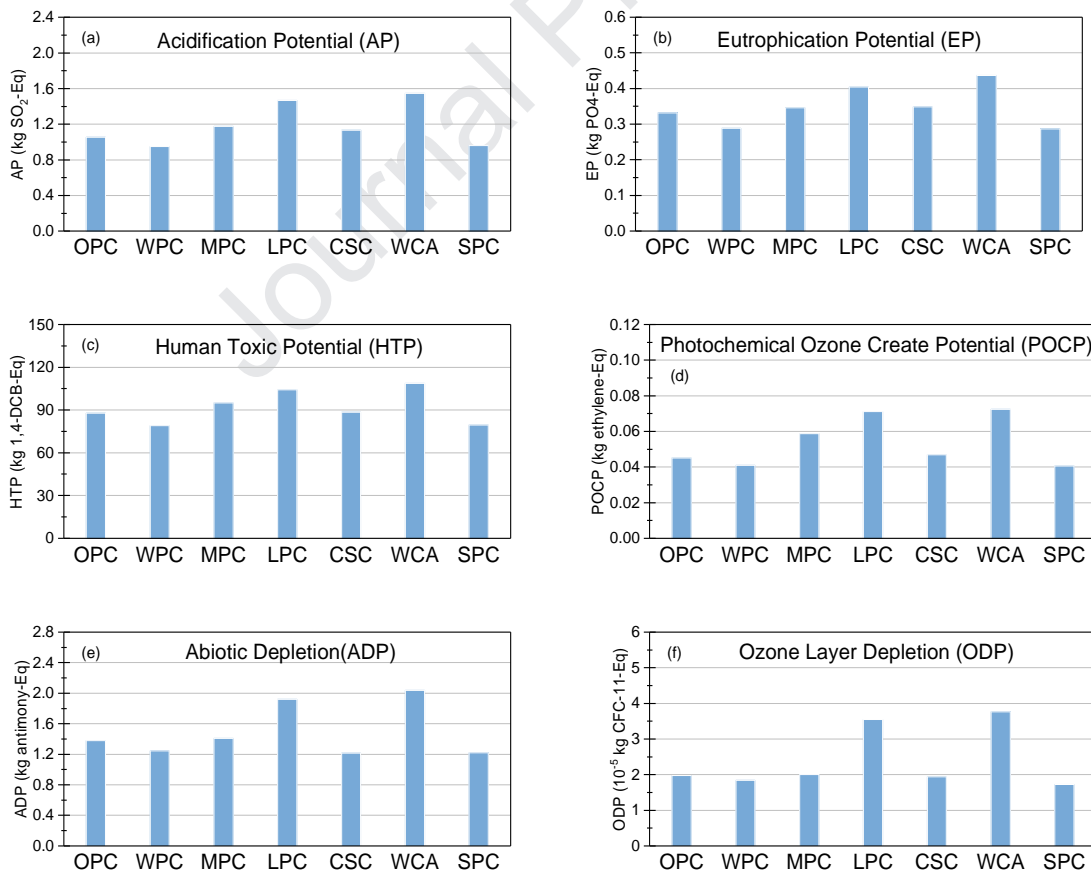 (a) Acidification Potential (AP)
AP (kg SO₂-Eq)
2.4
2.0
1.6
1.2
0.8
0.4
0.0
OPC WPC MPC LPC CSC WCA SPC
(b) Eutrophication Potential (EP)
EP (kg PO4-Eq)
0.6
0.5
0.4
0.3
0.2
0.1
0.0
OPC WPC MPC LPC CSC WCA SPC
(c) Human Toxic Potential (HTP)
HTP (kg 1,4-DCB-Eq)
150
120
90
60
30
0
OPC WPC MPC LPC CSC WCA SPC
Photochemical Ozone Create Potential (POCP)
(d)
POCP (kg ethylene-Eq)
0.12
0.10
0.08
0.06
0.04
0.02
0.00
OPC WPC MPC LPC CSC WCA SPC
(e) Abiotic Depletion(ADP)
ADP (kg antimony-Eq)
2.8
2.4
2.0
1.6
1.2
0.8
0.4
0.0
OPC WPC MPC LPC CSC WCA SPC
(f) Ozone Layer Depletion (ODP)
ODP (10⁻⁵ kg CFC-11-Eq)
6
5
4
3
2
1
0
OPC WPC MPC LPC CSC WCA SPC
Journal P